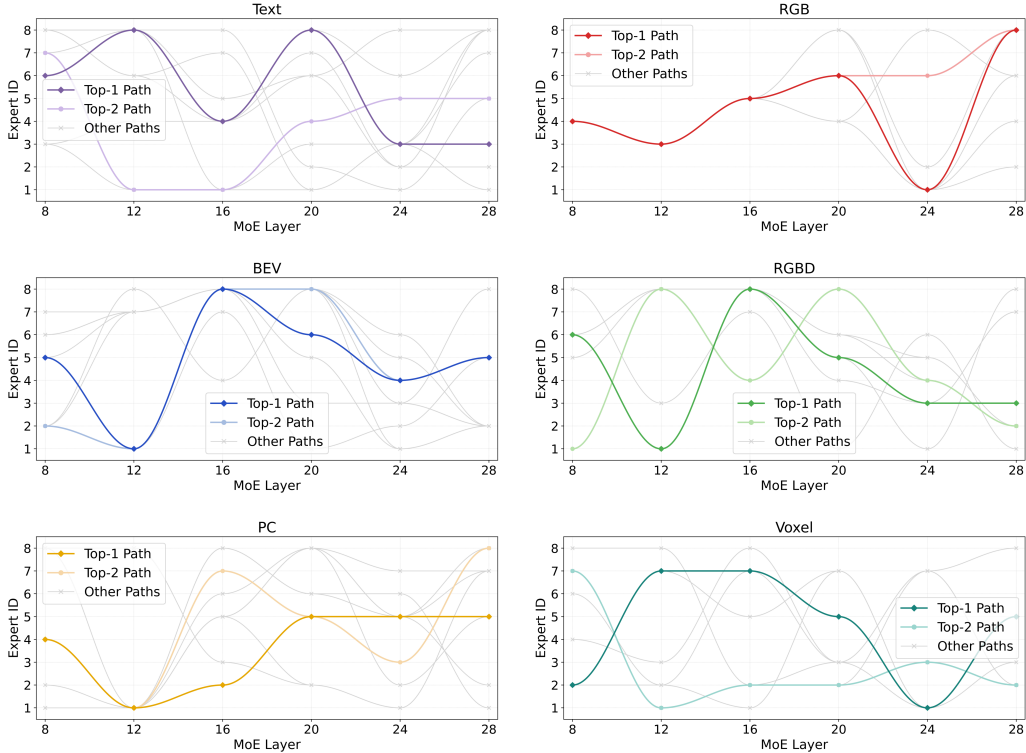 Text
8
7
6
5
4
3
2
1
Expert ID
Top-1 Path
Top-2 Path
Other Paths
8 12 16 20 24 28
MoE Layer
RGB
8
7
6
5
4
3
2
1
Expert ID
Top-1 Path
Top-2 Path
Other Paths
8 12 16 20 24 28
MoE Layer
BEV
8
7
6
5
4
3
2
1
Expert ID
Top-1 Path
Top-2 Path
Other Paths
8 12 16 20 24 28
MoE Layer
RGBD
8
7
6
5
4
3
2
1
Expert ID
Top-1 Path
Top-2 Path
Other Paths
8 12 16 20 24 28
MoE Layer
PC
8
7
6
5
4
3
2
1
Expert ID
Top-1 Path
Top-2 Path
Other Paths
8 12 16 20 24 28
MoE Layer
Voxel
8
7
6
5
4
3
2
1
Expert ID
Top-1 Path
Top-2 Path
Other Paths
8 12 16 20 24 28
MoE Layer